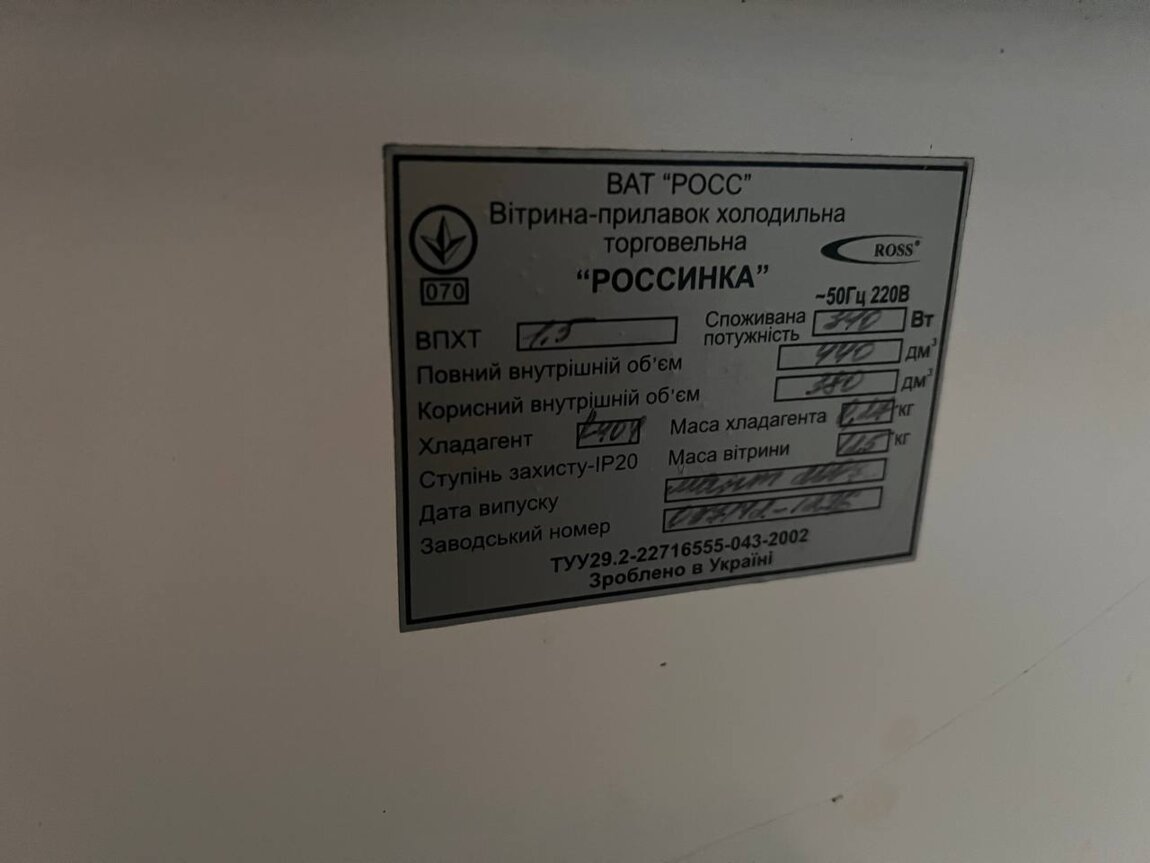 ВАТ "РОСС"
Вітрина-прилавок холодильна
торговельна
"РОССИНКА"
ROSS®
070
~50Гц 220В
ВПХТ 1,5
Споживана потужність 340 Вт
Повний внутрішній об'єм 440 дм³
Корисний внутрішній об'єм 380 дм³
Хладагент R404 Маса хладагента кг
Ступінь захисту-IP20 Маса вітрини кг
Дата випуску
Заводський номер
ТУУ29.2-22716555-043-2002
Зроблено в Україні